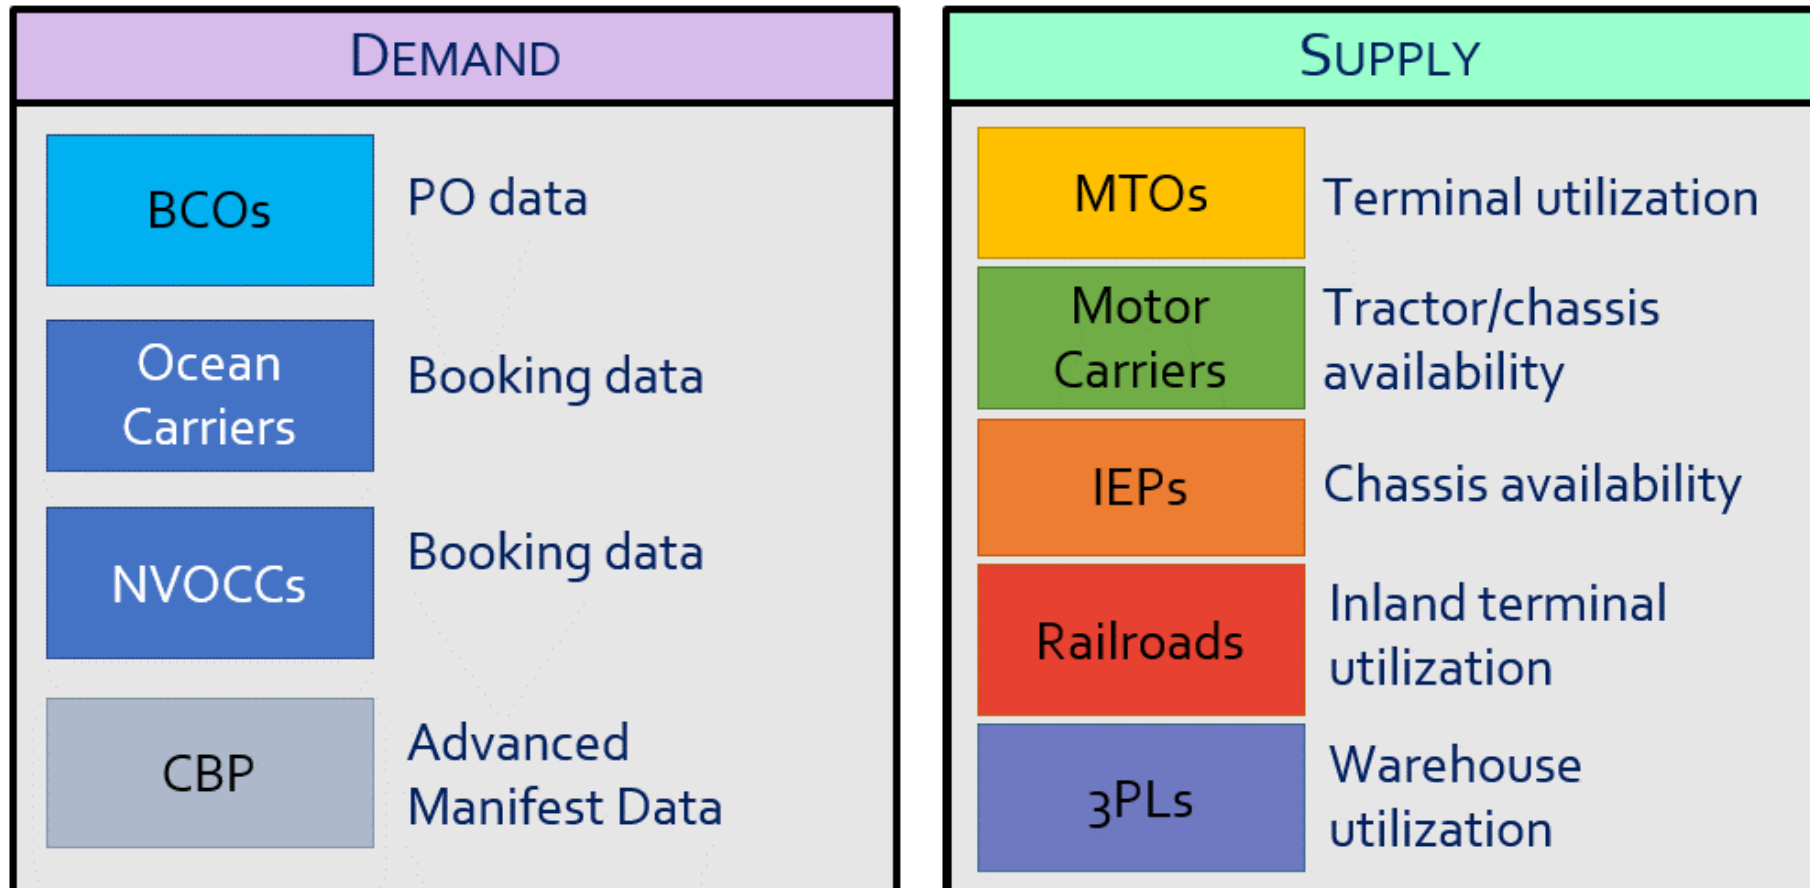 DEMAND
BCOs
PO data
Ocean
Carriers
Booking data
NVOCCs
Booking data
CBP
Advanced
Manifest Data
SUPPLY
MTOs
Terminal utilization
Motor
Carriers
Tractor/chassis
availability
IEPs
Chassis availability
Railroads
Inland terminal
utilization
3PLs
Warehouse
utilization